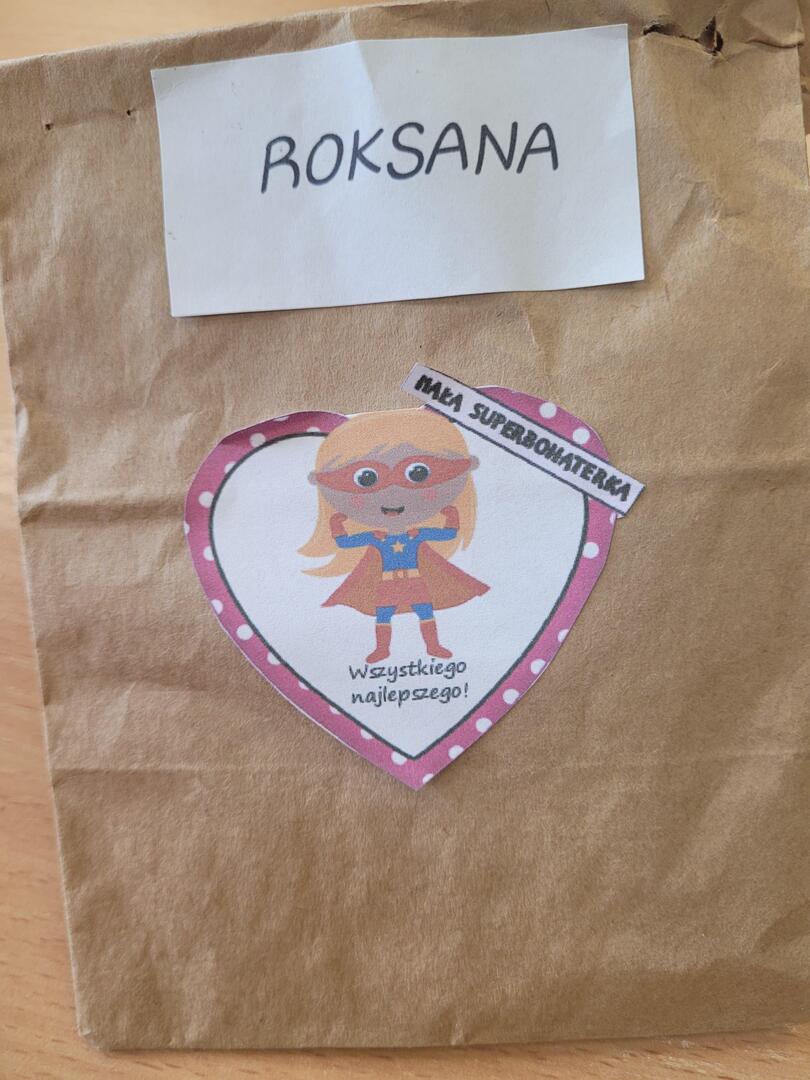 ROKSANA
MAŁA SUPERBOHATERKA
Wszystkiego
najlepszego!